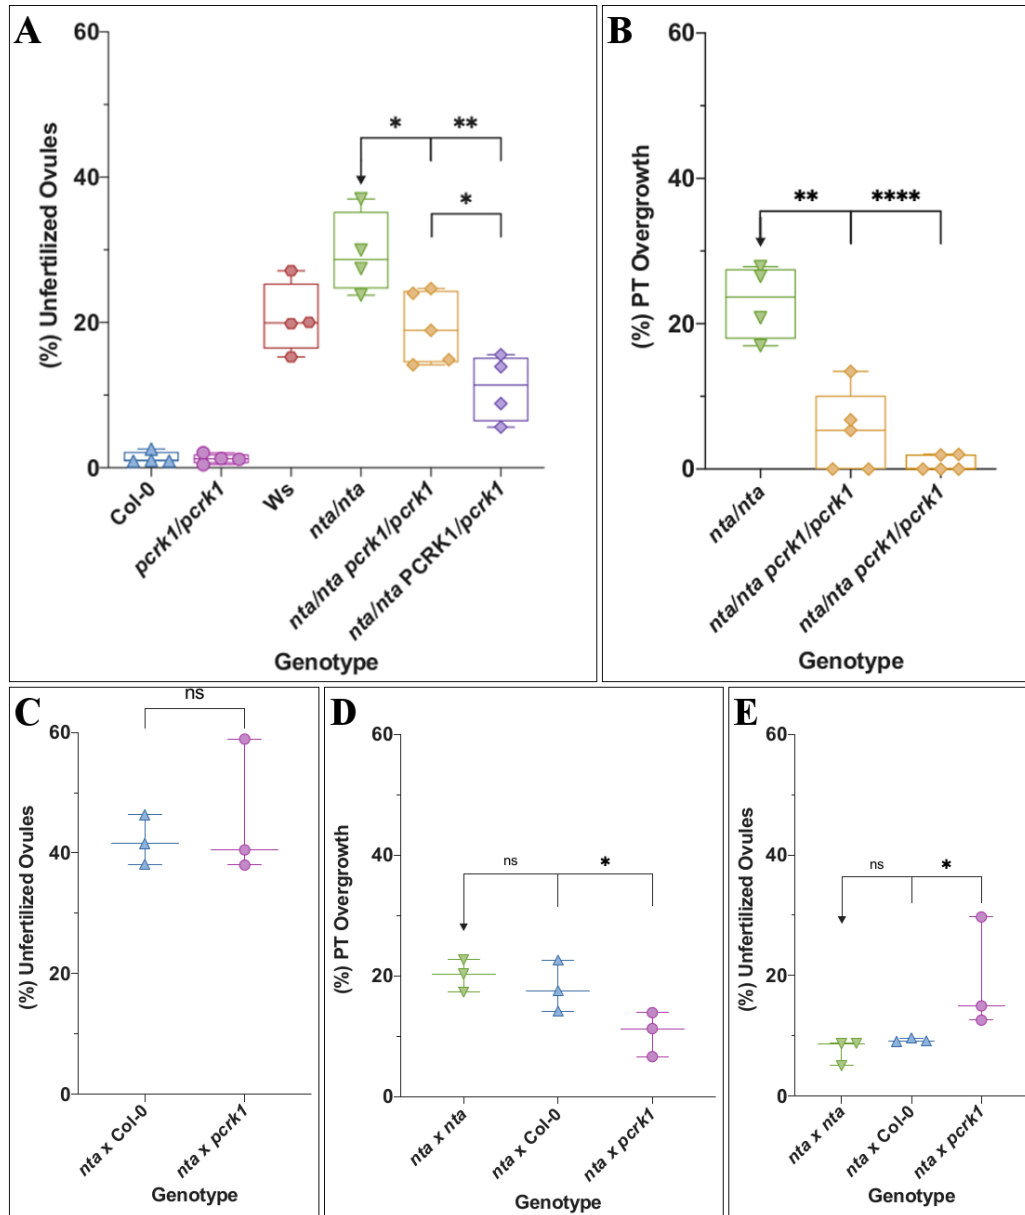 A
(%) Unfertilized Ovules
60
40
20
0
*
**
*
Col-0
pcrk1/pcrk1
Ws
nta/nta
nta/nta pcrk1/pcrk1
nta/nta PCRK1/pcrk1
Genotype
B
(%) PT Overgrowth
60
40
20
0
**
****
nta/nta
nta/nta pcrk1/pcrk1
nta/nta pcrk1/pcrk1
Genotype
C
ns
(%) Unfertilized Ovules
60
40
20
0
nta x Col-0
nta x pcrk1
Genotype
D
(%) PT Overgrowth
60
40
20
0
ns
*
nta x nta
nta x Col-0
nta x pcrk1
Genotype
E
(%) Unfertilized Ovules
60
40
20
0
ns
*
nta x nta
nta x Col-0
nta x pcrk1
Genotype